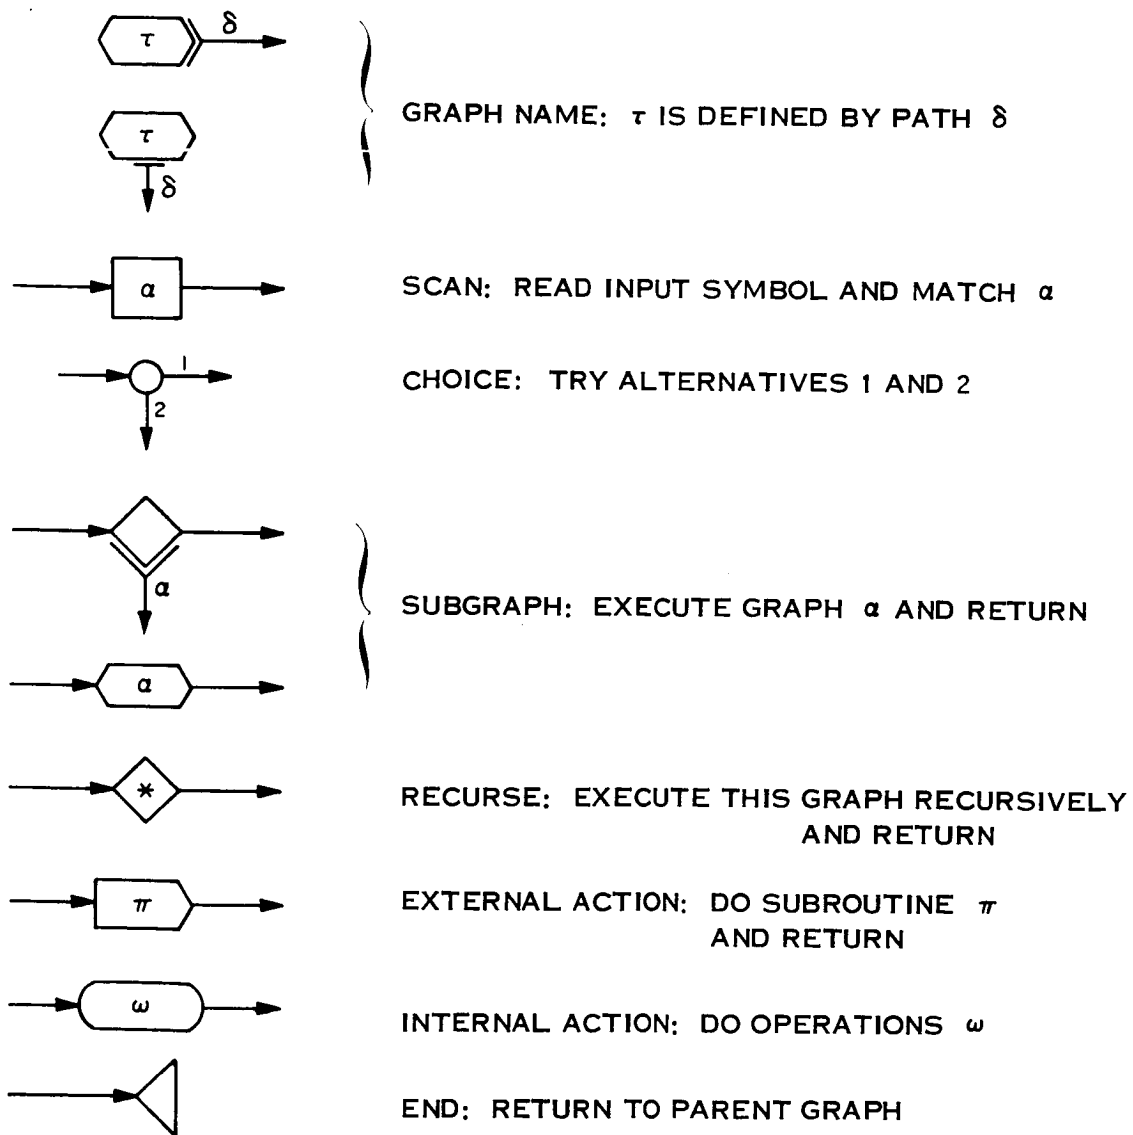 τ δ
GRAPH NAME: τ IS DEFINED BY PATH δ
τ
δ
α
SCAN: READ INPUT SYMBOL AND MATCH α
1
CHOICE: TRY ALTERNATIVES 1 AND 2
2
α
SUBGRAPH: EXECUTE GRAPH α AND RETURN
α
*
RECURSE: EXECUTE THIS GRAPH RECURSIVELY
AND RETURN
π
EXTERNAL ACTION: DO SUBROUTINE π
AND RETURN
ω
INTERNAL ACTION: DO OPERATIONS ω
END: RETURN TO PARENT GRAPH